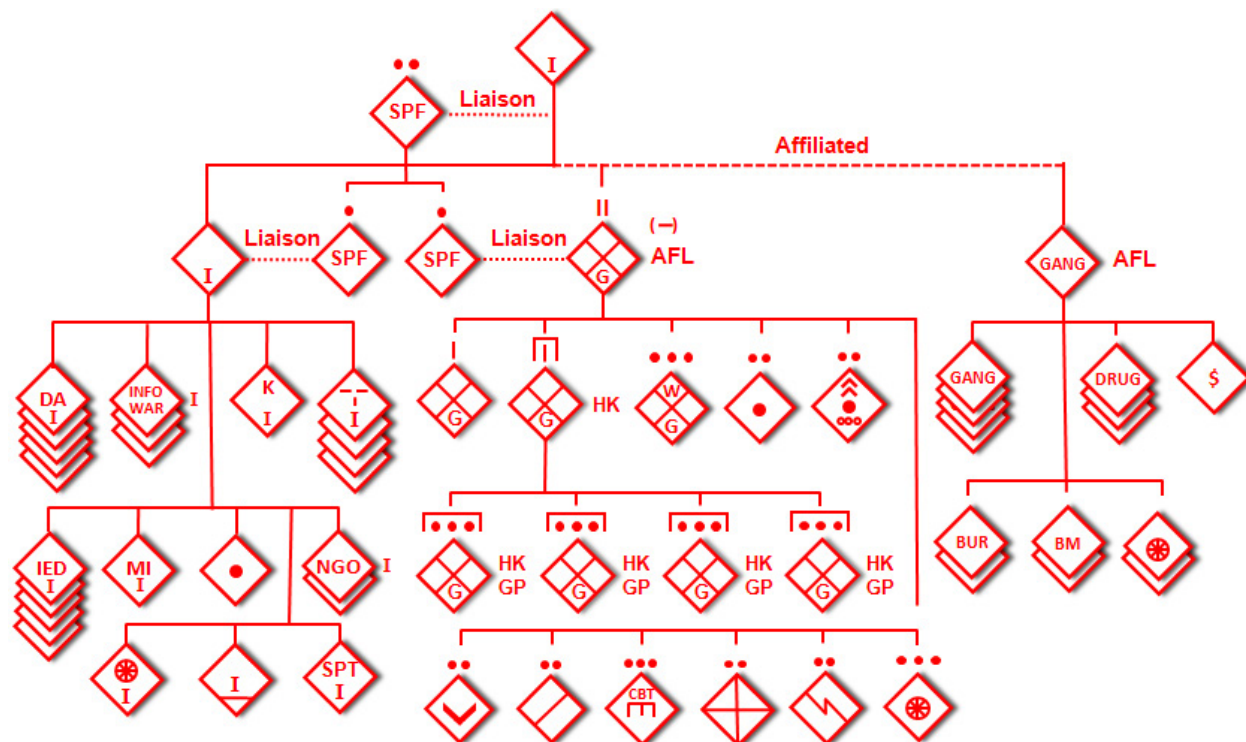 I
SPF
Liaison
Affiliated
I
Liaison
SPF
SPF
Liaison
II
(–)
G
AFL
GANG
AFL
DA
I
INFO
WAR
I
K
I
I
I
G
I
G
HK
W
G
GANG
DRUG
$
IED
I
MI
I
NGO
I
G
HK
GP
G
HK
GP
G
HK
GP
G
HK
GP
BUR
BM
I
I
SPT
I
CBT